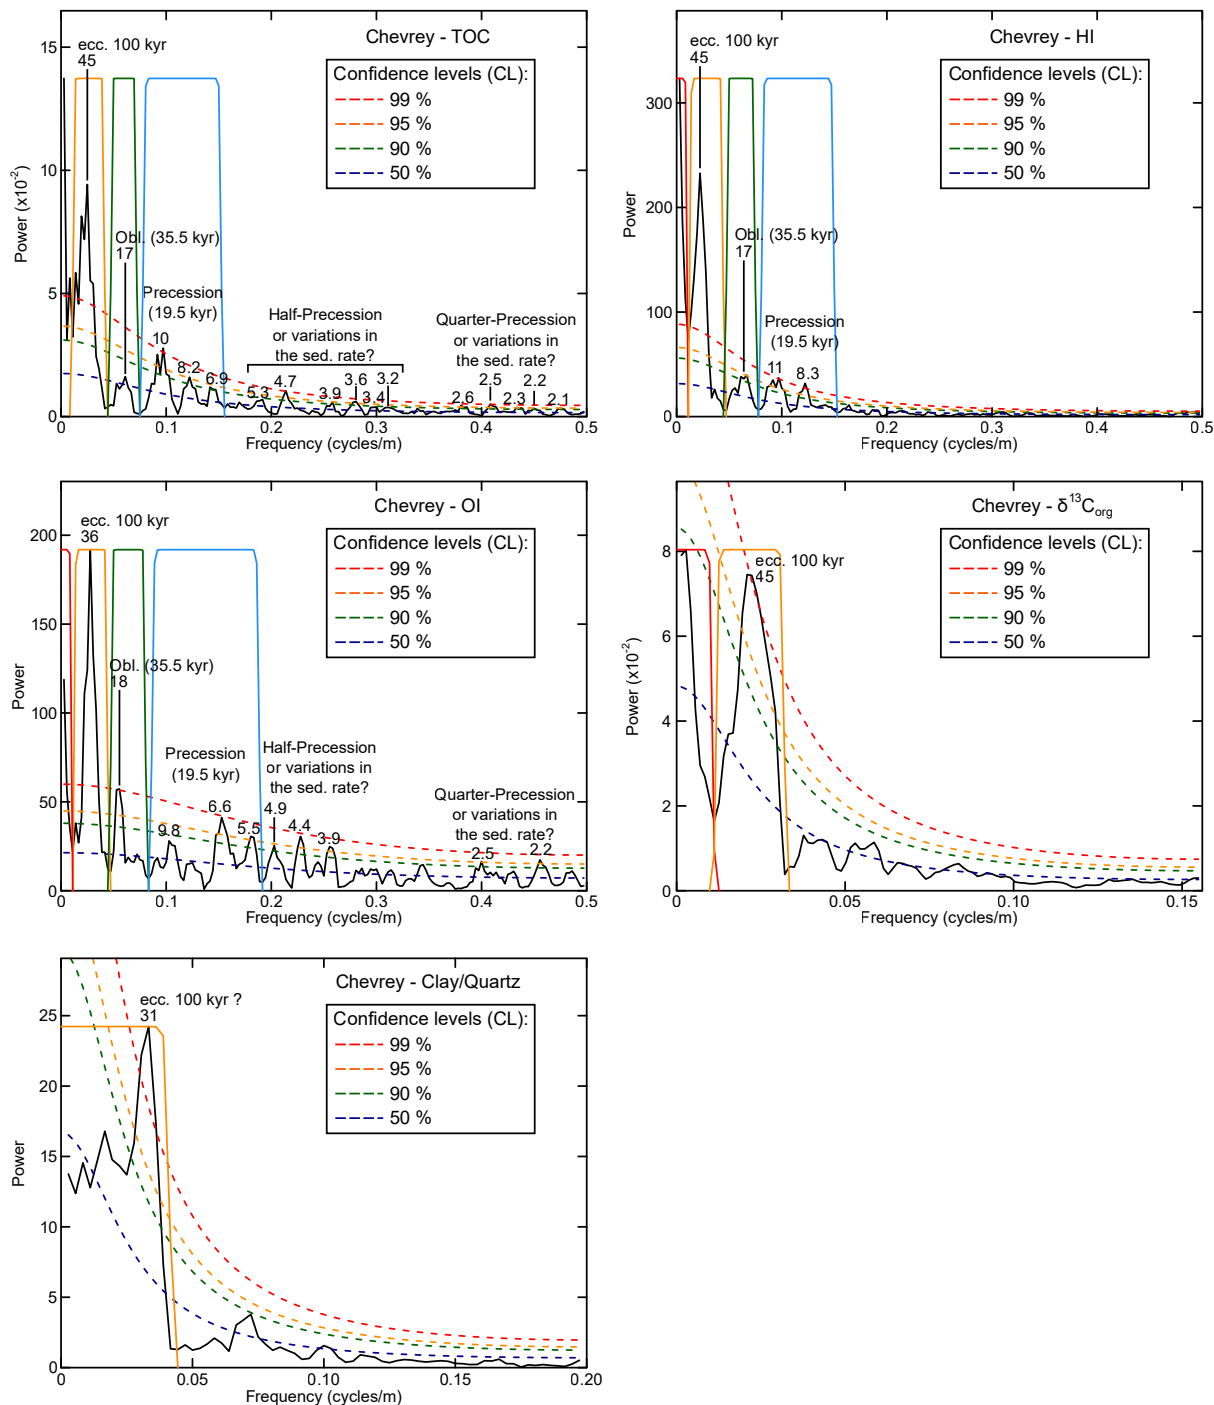 Chevrey - TOC
ecc. 100 kyr
45
Confidence levels (CL):
99 %
95 %
90 %
50 %
Obl. (35.5 kyr)
17
Precession
(19.5 kyr)
10
8.2
6.9
Half-Precession
or variations in
the sed. rate?
5.3
4.7
3.9
3.6
3.4
3.2
Quarter-Precession
or variations in
the sed. rate?
2.6
2.5
2.3
2.2
2.1
15
10
5
0
Power (x10-2)
0
0.1
0.2
0.3
0.4
0.5
Frequency (cycles/m)
Chevrey - HI
ecc. 100 kyr
45
Confidence levels (CL):
99 %
95 %
90 %
50 %
Obl. (35.5 kyr)
17
Precession
(19.5 kyr)
11
8.3
300
200
100
0
Power
0
0.1
0.2
0.3
0.4
0.5
Frequency (cycles/m)
Chevrey - OI
ecc. 100 kyr
36
Confidence levels (CL):
99 %
95 %
90 %
50 %
Obl. (35.5 kyr)
18
Precession
(19.5 kyr)
9.8
6.6
5.5
Half-Precession
or variations in
the sed. rate?
4.9
4.4
3.9
Quarter-Precession
or variations in
the sed. rate?
2.5
2.2
200
150
100
50
0
Power
0
0.1
0.2
0.3
0.4
0.5
Frequency (cycles/m)
Chevrey - δ13Corg
ecc. 100 kyr
45
Confidence levels (CL):
99 %
95 %
90 %
50 %
8
6
4
2
0
Power (x10-2)
0
0.05
0.10
0.15
Frequency (cycles/m)
Chevrey - Clay/Quartz
ecc. 100 kyr ?
31
Confidence levels (CL):
99 %
95 %
90 %
50 %
25
20
15
10
5
0
Power
0
0.05
0.10
0.15
0.20
Frequency (cycles/m)